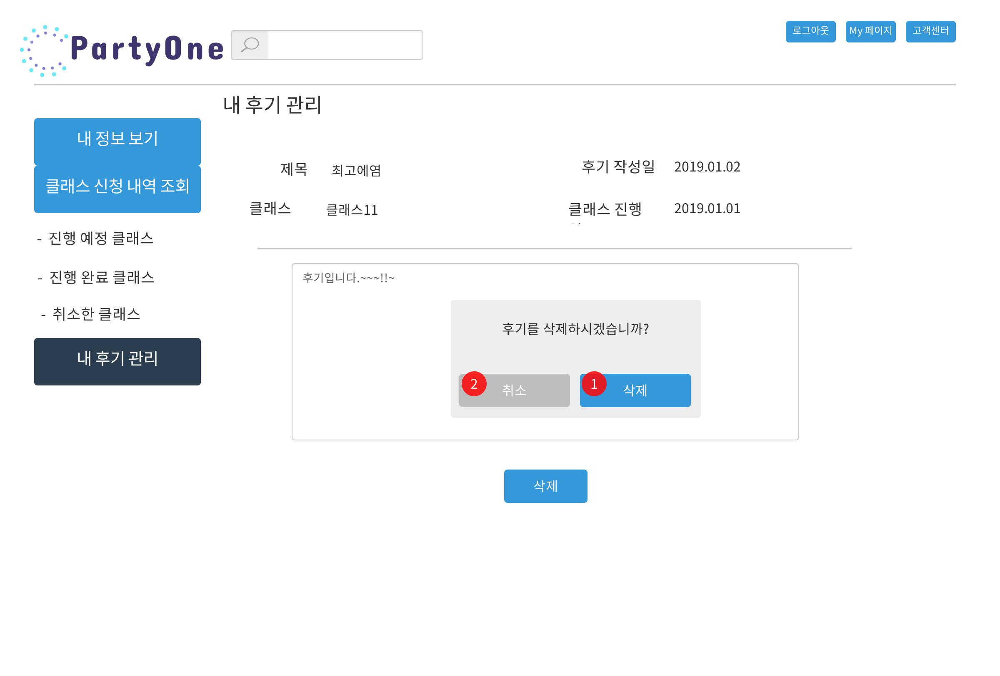 PartyOne
로그아웃
My 페이지
고객센터
내 후기 관리
내 정보 보기
클래스 신청 내역 조회
- 진행 예정 클래스
- 진행 완료 클래스
- 취소한 클래스
내 후기 관리
제목 최고에염
후기 작성일 2019.01.02
클래스 클래스11
클래스 진행 2019.01.01
후기입니다.~~~!!~
후기를 삭제하시겠습니까?
2 취소
1 삭제
삭제